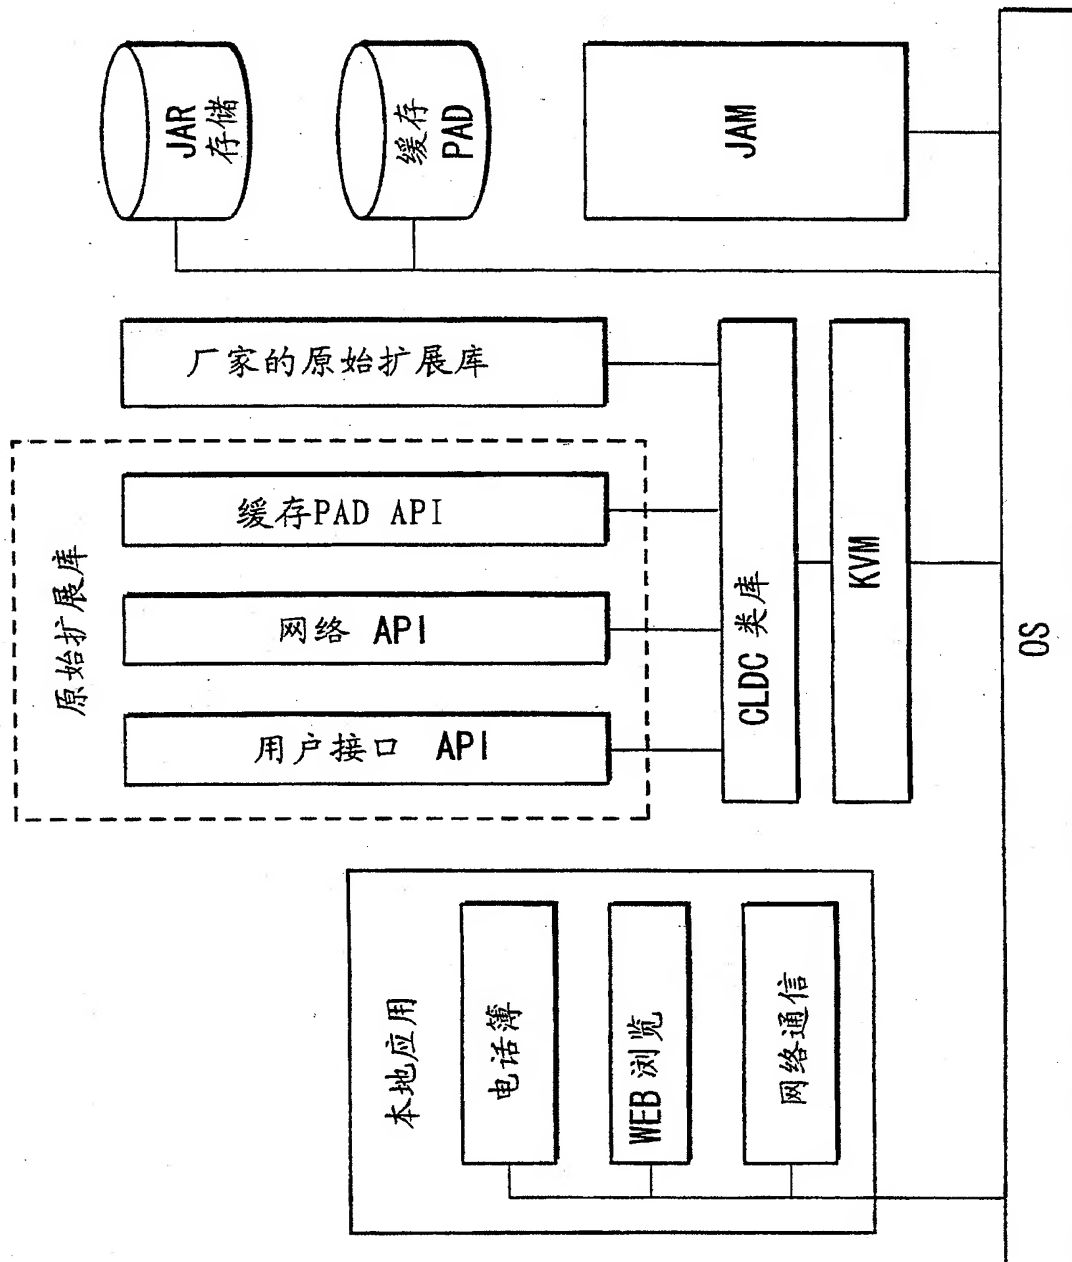 JAR
存储
缓存
PAD
JAM
厂家的原始扩展库
原始扩展库
缓存PAD API
网络 API
用户接口 API
CLDC 类库
KVM
OS
本地应用
电话簿
WEB 浏览
网络通信